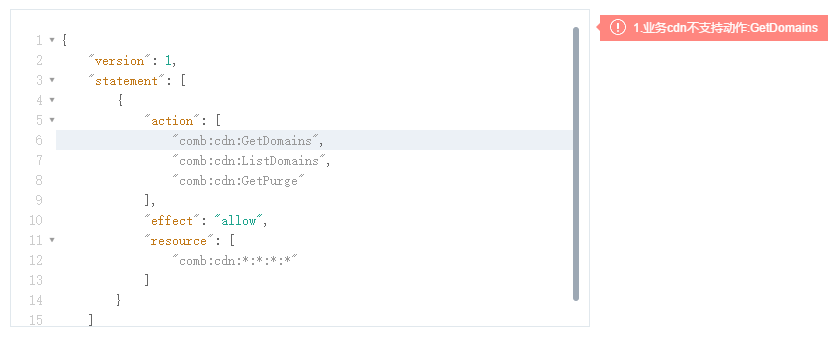 1 {
2 "version": 1,
3 "statement": [
4 {
5 "action": [
6 "comb:cdn:GetDomains",
7 "comb:cdn:ListDomains",
8 "comb:cdn:GetPurge"
9 ],
10 "effect": "allow",
11 "resource": [
12 "comb:cdn:*:*:*:*"
13 ]
14 }
15 ]
1.业务cdn不支持动作:GetDomains